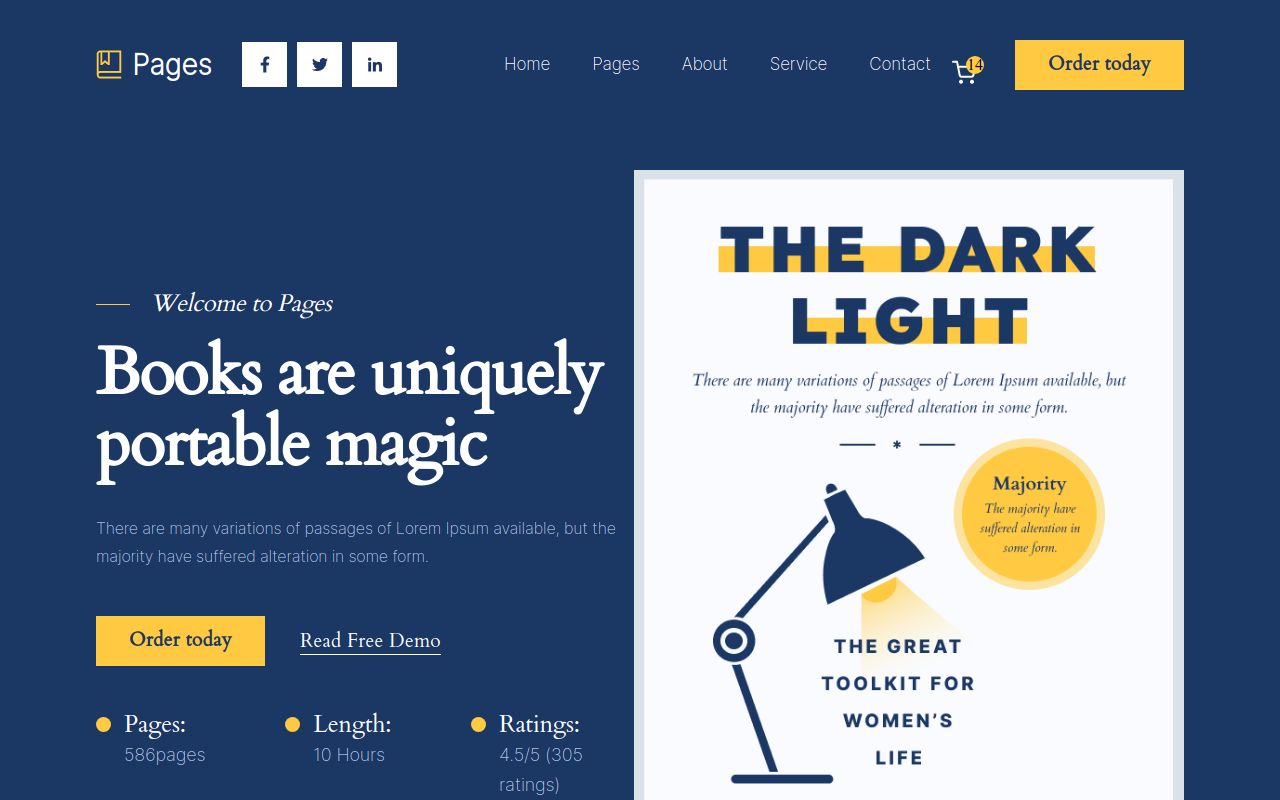 Pages
Home
Pages
About
Service
Contact
14
Order today
Welcome to Pages
Books are uniquely
portable magic
There are many variations of passages of Lorem Ipsum available, but the
majority have suffered alteration in some form.
Order today
Read Free Demo
Pages:
586pages
Length:
10 Hours
Ratings:
4.5/5 (305
ratings)
THE DARK
LIGHT
There are many variations of passages of Lorem Ipsum available, but
the majority have suffered alteration in some form.
*
Majority
The majority have
suffered alteration in
some form.
THE GREAT
TOOLKIT FOR
WOMEN’S
LIFE